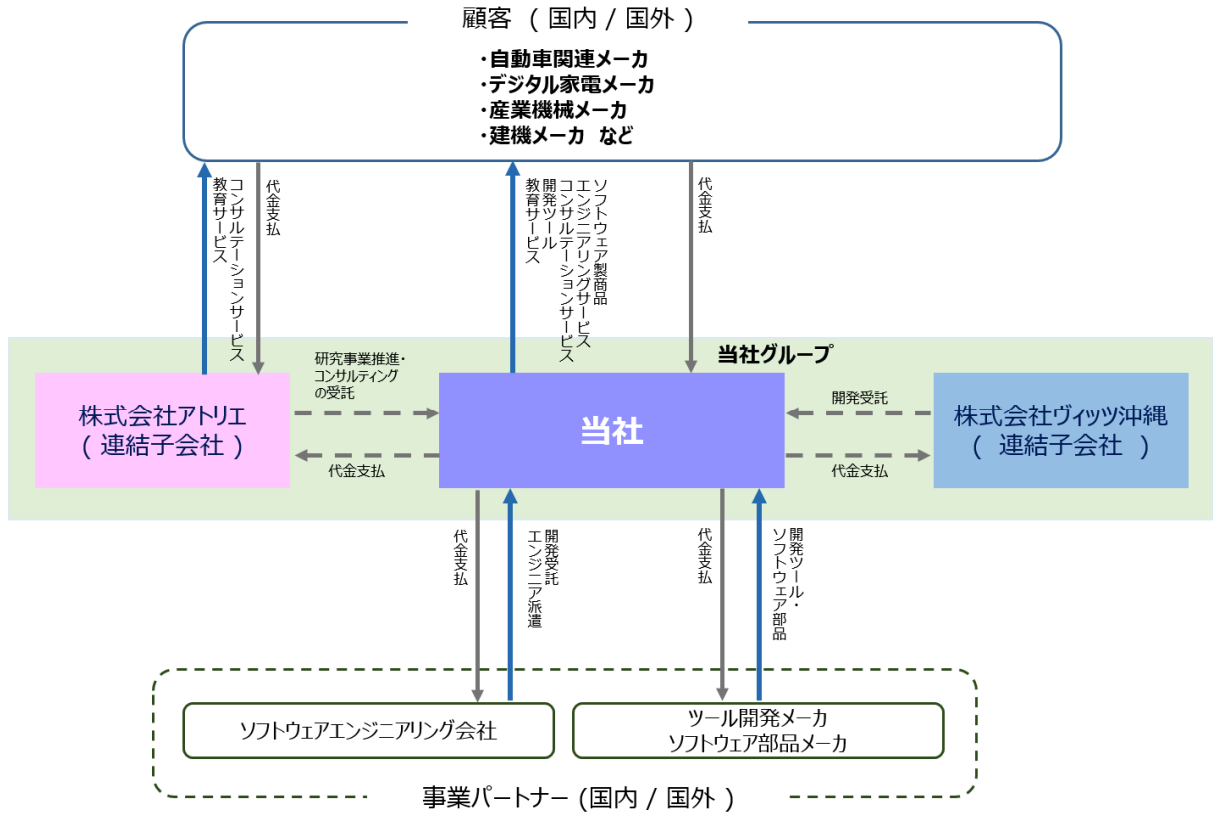 顧客 ( 国内 / 国外 )
・自動車関連メーカ
・デジタル家電メーカ
・産業機械メーカ
・建機メーカ など
コンサルテーションサービス
教育サービス
代金支払
ソフトウェア製商品
エンジニアリングサービス
コンサルテーションサービス
開発ツール
教育サービス
代金支払
当社グループ
株式会社アトリエ
( 連結子会社 )
研究事業推進・
コンサルティング
の受託
代金支払
当社
開発受託
代金支払
株式会社ヴィッツ沖縄
( 連結子会社 )
代金支払
開発受託
エンジニア派遣
代金支払
開発ツール・
ソフトウェア部品
ソフトウェアエンジニアリング会社
ツール開発メーカ
ソフトウェア部品メーカ
事業パートナー (国内 / 国外 )